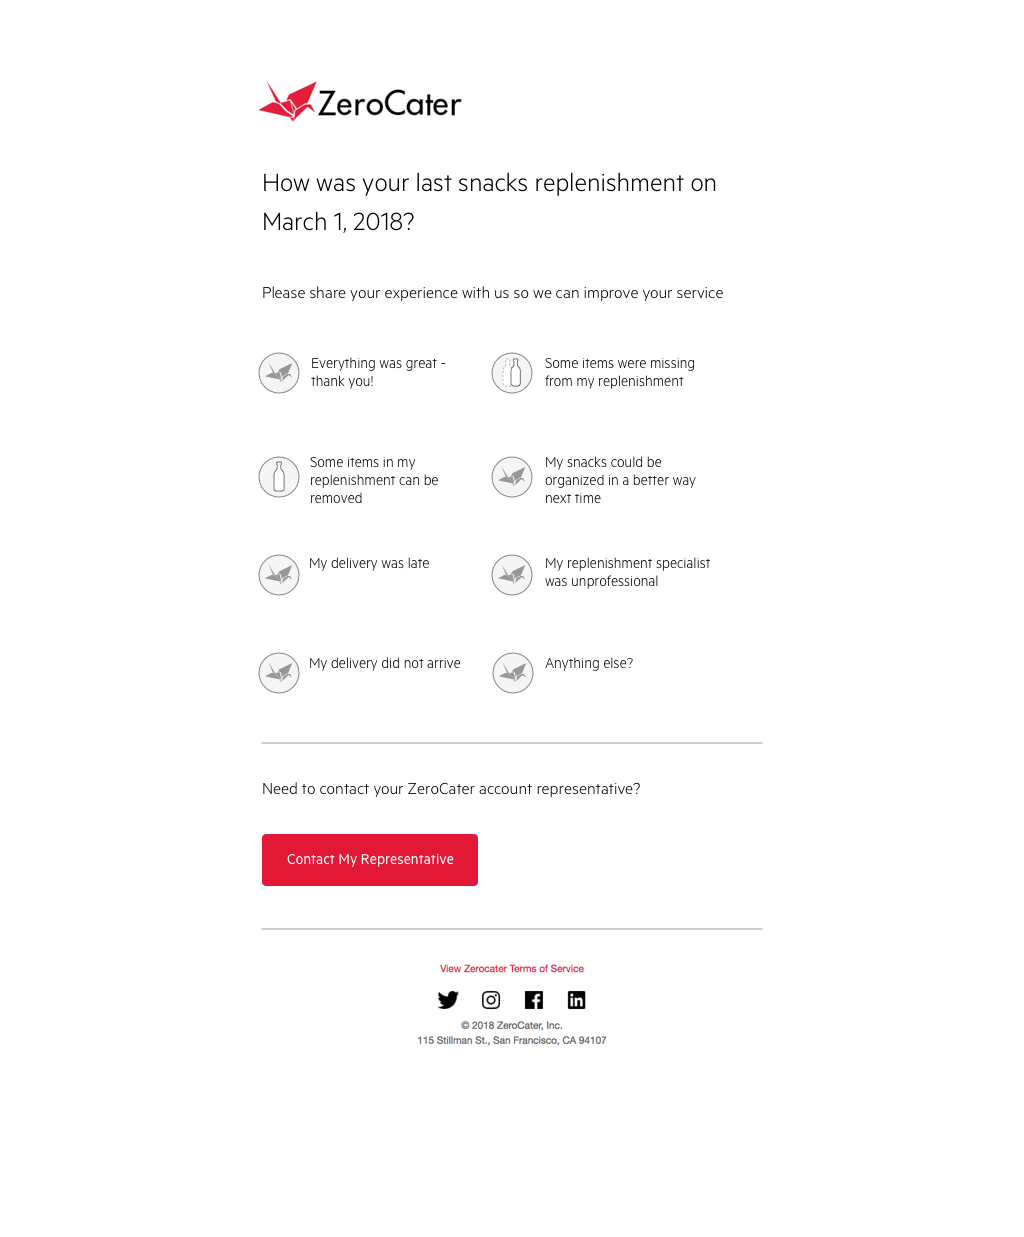 ZeroCater
How was your last snacks replenishment on
March 1, 2018?
Please share your experience with us so we can improve your service
Everything was great -
thank you!
Some items were missing
from my replenishment
Some items in my
replenishment can be
removed
My snacks could be
organized in a better way
next time
My delivery was late
My replenishment specialist
was unprofessional
My delivery did not arrive
Anything else?
Need to contact your ZeroCater account representative?
Contact My Representative
View Zerocater Terms of Service
© 2018 ZeroCater, Inc.
115 Stillman St., San Francisco, CA 94107